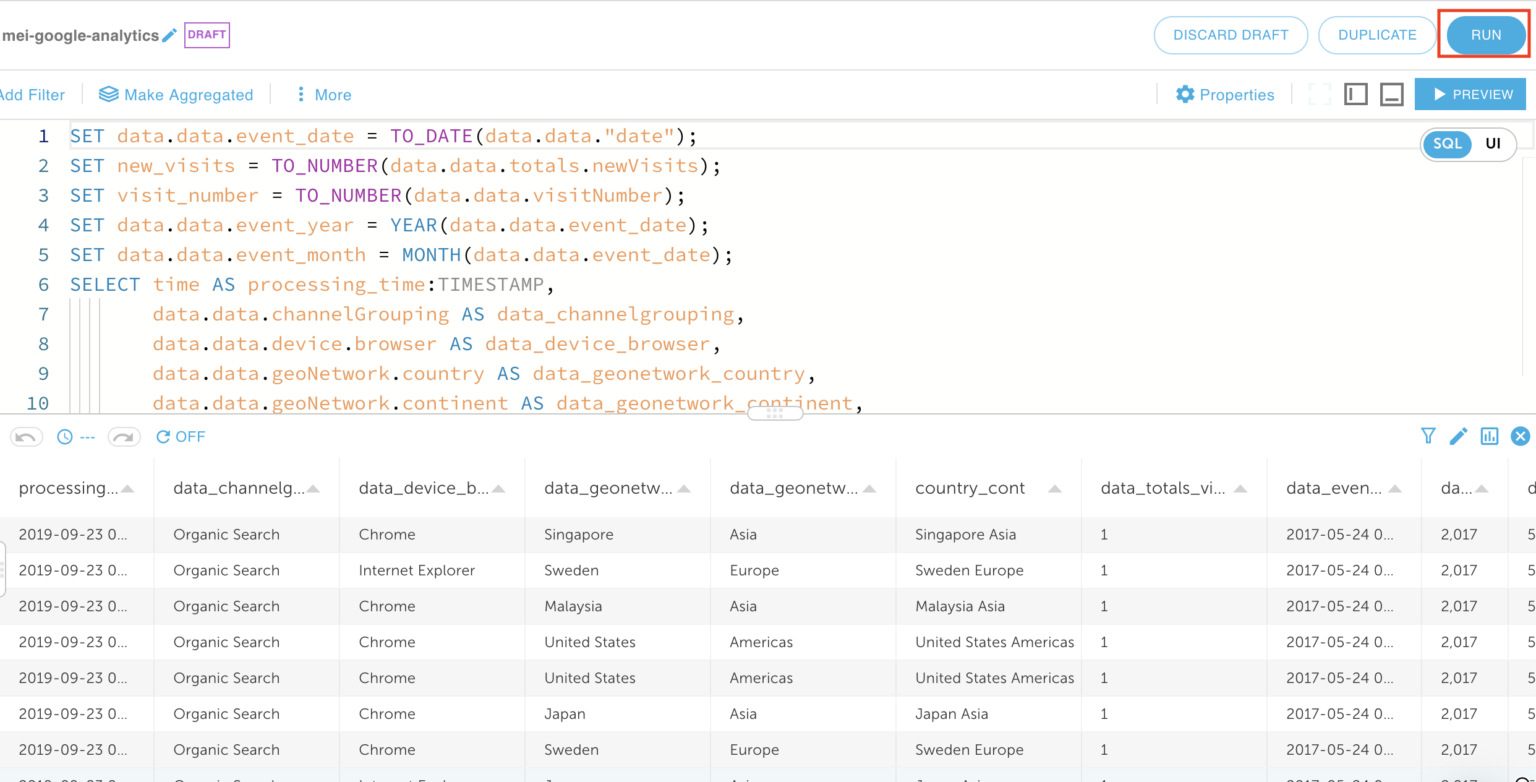 mei-google-analytics DRAFT DISCARD DRAFT DUPLICATE RUN
Add Filter Make Aggregated More Properties PREVIEW
SQL UI
1 SET data.data.event_date = TO_DATE(data.data."date");
2 SET new_visits = TO_NUMBER(data.data.totals.newVisits);
3 SET visit_number = TO_NUMBER(data.data.visitNumber);
4 SET data.data.event_year = YEAR(data.data.event_date);
5 SET data.data.event_month = MONTH(data.data.event_date);
6 SELECT time AS processing_time:TIMESTAMP,
7 data.data.channelGrouping AS data_channelgrouping,
8 data.data.device.browser AS data_device_browser,
9 data.data.geoNetwork.country AS data_geonetwork_country,
10 data.data.geoNetwork.continent AS data_geonetwork_continent,
--- OFF
processing... data_channelg... data_device_b... data_geonetw... data_geonetw... country_cont data_totals_vi... data_even... da... d
2019-09-23 0... Organic Search Chrome Singapore Asia Singapore Asia 1 2017-05-24 0... 2,017 5
2019-09-23 0... Organic Search Internet Explorer Sweden Europe Sweden Europe 1 2017-05-24 0... 2,017 5
2019-09-23 0... Organic Search Chrome Malaysia Asia Malaysia Asia 1 2017-05-24 0... 2,017 5
2019-09-23 0... Organic Search Chrome United States Americas United States Americas 1 2017-05-24 0... 2,017 5
2019-09-23 0... Organic Search Chrome United States Americas United States Americas 1 2017-05-24 0... 2,017 5
2019-09-23 0... Organic Search Chrome Japan Asia Japan Asia 1 2017-05-24 0... 2,017 5
2019-09-23 0... Organic Search Chrome Sweden Europe Sweden Europe 1 2017-05-24 0... 2,017 5